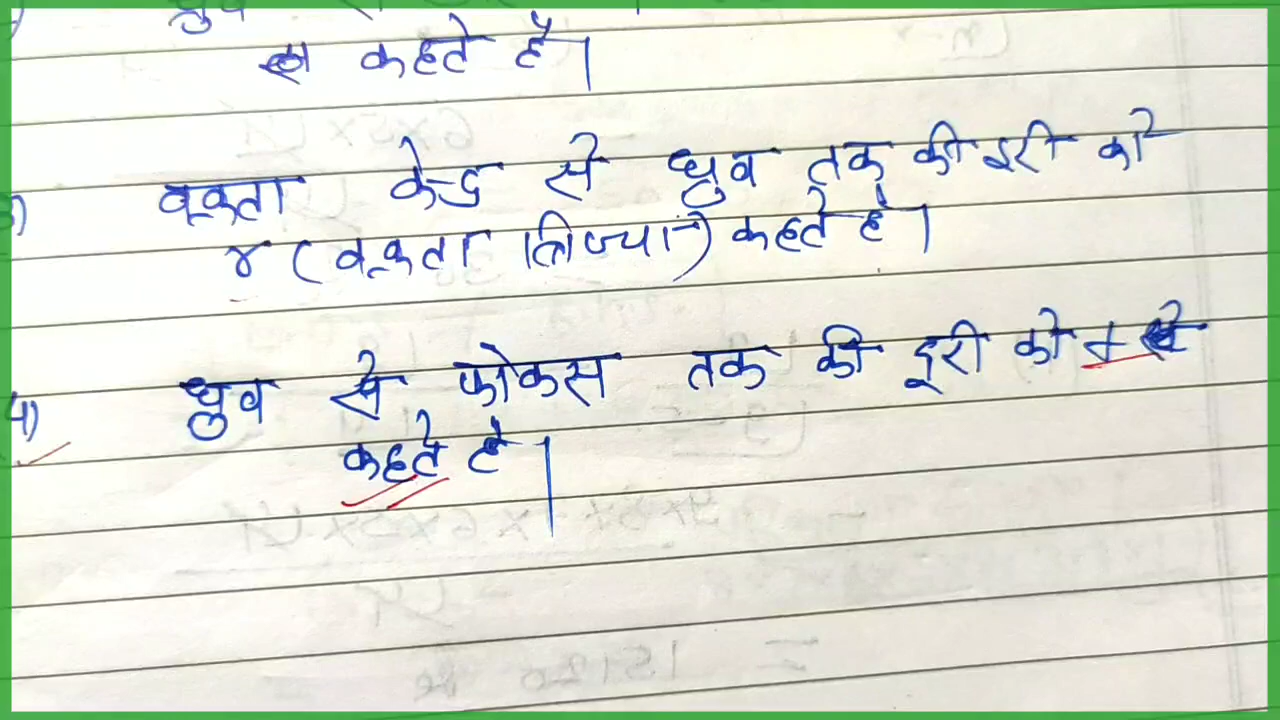 ध्रुव से
कहते हैं।
3) वक्रता केन्द्र से ध्रुव तक की दूरी को
r (वक्रता त्रिज्या) कहते है।
4) ध्रुव से फोकस तक की दूरी को f
कहते है।